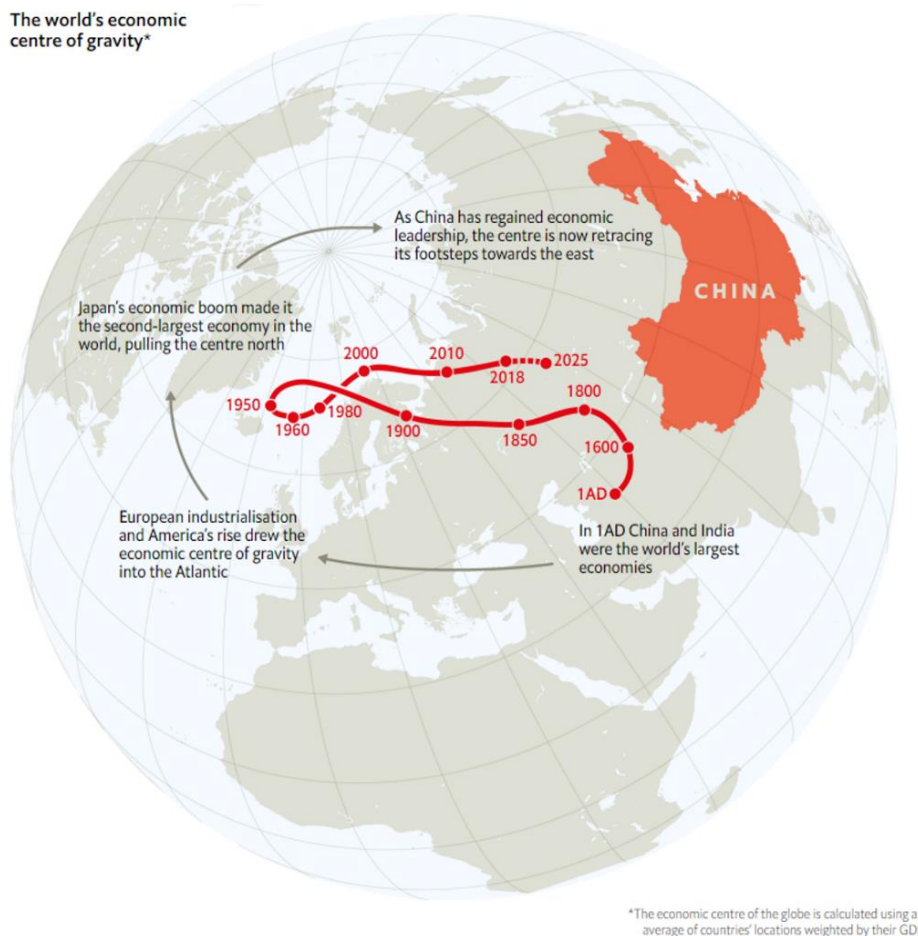 The world's economic
centre of gravity*
As China has regained economic
leadership, the centre is now retracing
its footsteps towards the east
CHINA
Japan's economic boom made it
the second-largest economy in the
world, pulling the centre north
2000
2010
2018
2025
1950
1960
1980
1900
1850
1800
1600
1AD
European industrialisation
and America's rise drew the
economic centre of gravity
into the Atlantic
In 1AD China and India
were the world's largest
economies
*The economic centre of the globe is calculated using a
average of countries' locations weighted by their GD